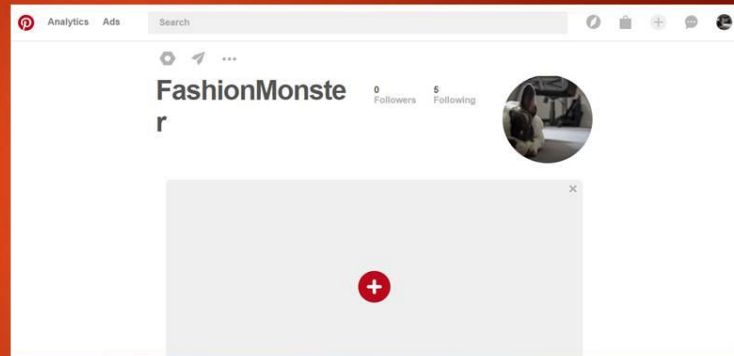 Analytics Ads Search
FashionMonste
r
0 5
Followers Following